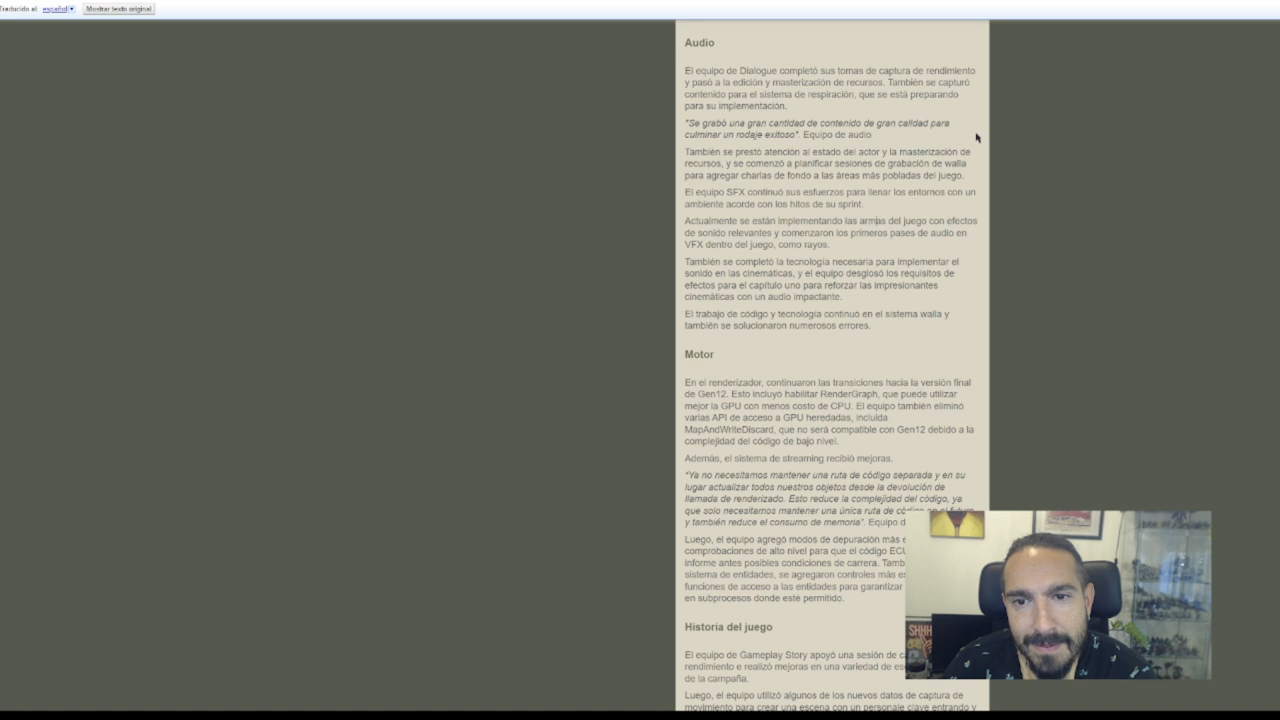 Traducido al: español Mostrar texto original
Audio
El equipo de Dialogue completó sus tomas de captura de rendimiento
y pasó a la edición y masterización de recursos. También se capturó
contenido para el sistema de respiración, que se está preparando
para su implementación.
"Se grabó una gran cantidad de contenido de gran calidad para
culminar un rodaje exitoso". Equipo de audio
También se prestó atención al estado del actor y la masterización de
recursos, y se comenzó a planificar sesiones de grabación de walla
para agregar charlas de fondo a las áreas más pobladas del juego.
El equipo SFX continuó sus esfuerzos para llenar los entornos con un
ambiente acorde con los hitos de su sprint.
Actualmente se están implementando las armas del juego con efectos
de sonido relevantes y comenzaron los primeros pases de audio en
VFX dentro del juego, como rayos.
También se completó la tecnología necesaria para implementar el
sonido en las cinemáticas, y el equipo desglosó los requisitos de
efectos para el capítulo uno para reforzar las impresionantes
cinemáticas con un audio impactante.
El trabajo de código y tecnología continuó en el sistema walla y
también se solucionaron numerosos errores.
Motor
En el renderizador, continuaron las transiciones hacia la versión final
de Gen12. Esto incluyó habilitar RenderGraph, que puede utilizar
mejor la GPU con menos costo de CPU. El equipo también eliminó
varias API de acceso a GPU heredadas, incluida
MapAndWriteDiscard, que no será compatible con Gen12 debido a la
complejidad del código de bajo nivel.
Además, el sistema de streaming recibió mejoras.
"Ya no necesitamos mantener una ruta de código separada y en su
lugar actualizar todos nuestros objetos desde la devolución de
llamada de renderizado. Esto reduce la complejidad del código, ya
que solo necesitamos mantener una única ruta de código en el futuro
y también reduce el consumo de memoria". Equipo d
Luego, el equipo agregó modos de depuración más e
comprobaciones de alto nivel para que el código ECU
informe antes posibles condiciones de carrera. Tamb
sistema de entidades, se agregaron controles más es
funciones de acceso a las entidades para garantizar
en subprocesos donde esté permitido.
Historia del juego
El equipo de Gameplay Story apoyó una sesión de ca
rendimiento e realizó mejoras en una variedad de es
de la campaña.
Luego, el equipo utilizó algunos de los nuevos datos de captura de
movimiento para crear una escena con un personaje clave entrando y
SHHH